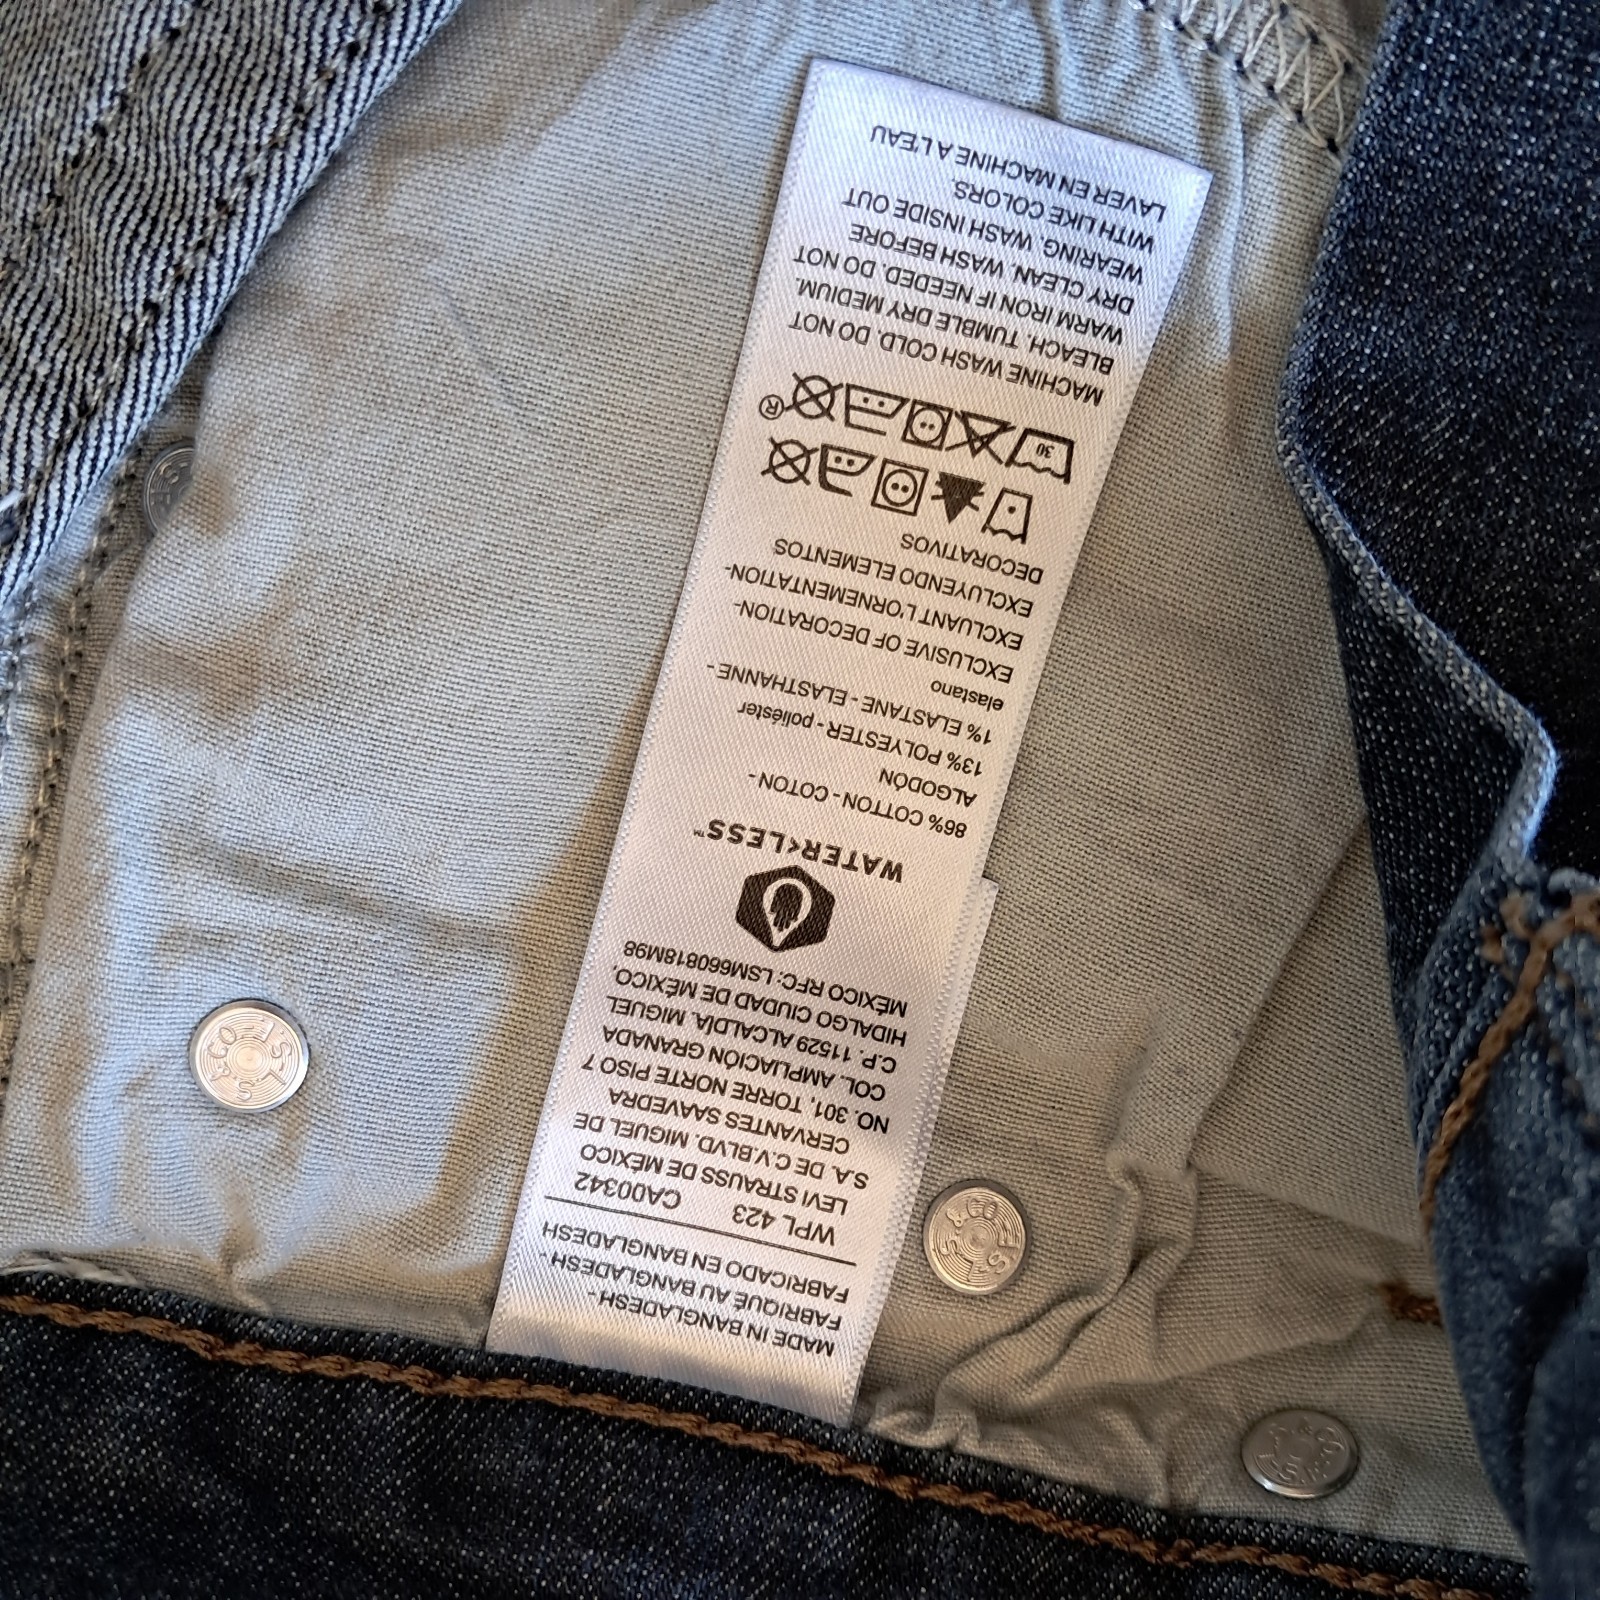 MADE IN BANGLADESH -
FABRIQUÉ AU BANGLADESH -
FABRICADO EN BANGLADESH
WPL 423 CA00342
LEVI STRAUSS DE MÉXICO
S.A. DE C.V.BLVD. MIGUEL DE
CERVANTES SAAVEDRA
NO. 301, TORRE NORTE PISO 7
COL. AMPLIACIÓN GRANADA
C.P. 11529 ALCALDÍA. MIGUEL
HIDALGO CIUDAD DE MÉXICO,
MÉXICO RFC: LSM660818M98
WATER<LESS™
86% COTTON - COTON -
ALGODÓN
13% POLYESTER - poliéster
1% ELASTANE - ELASTHANNE -
elastano
EXCLUSIVE OF DECORATION-
EXCLUANT L'ORNEMENTATION-
EXCLUYENDO ELEMENTOS
DECORATIVOS
30 ®
MACHINE WASH COLD. DO NOT
BLEACH. TUMBLE DRY MEDIUM.
WARM IRON IF NEEDED. DO NOT
DRY CLEAN. WASH BEFORE
WEARING. WASH INSIDE OUT
WITH LIKE COLORS.
LAVER EN MACHINE A L'EAU